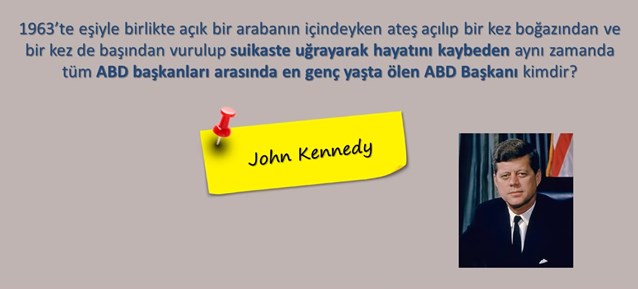 1963’te eşiyle birlikte açık bir arabanın içindeyken ateş açılıp bir kez boğazından ve
bir kez de başından vurulup suikaste uğrayarak hayatını kaybeden aynı zamanda
tüm ABD başkanları arasında en genç yaşta ölen ABD Başkanı kimdir?
John Kennedy